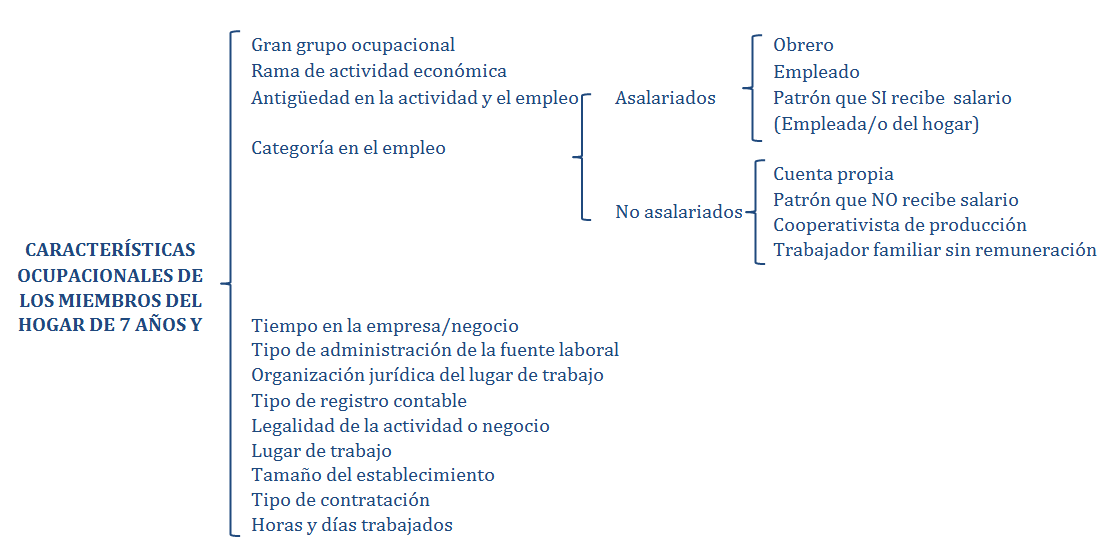 CARACTERÍSTICAS
OCUPACIONALES DE
LOS MIEMBROS DEL
HOGAR DE 7 AÑOS Y
Gran grupo ocupacional
Rama de actividad económica
Antigüedad en la actividad y el empleo
Categoría en el empleo
Asalariados
Obrero
Empleado
Patrón que SI recibe salario
(Empleada/o del hogar)
No asalariados
Cuenta propia
Patrón que NO recibe salario
Cooperativista de producción
Trabajador familiar sin remuneración
Tiempo en la empresa/negocio
Tipo de administración de la fuente laboral
Organización jurídica del lugar de trabajo
Tipo de registro contable
Legalidad de la actividad o negocio
Lugar de trabajo
Tamaño del establecimiento
Tipo de contratación
Horas y días trabajados